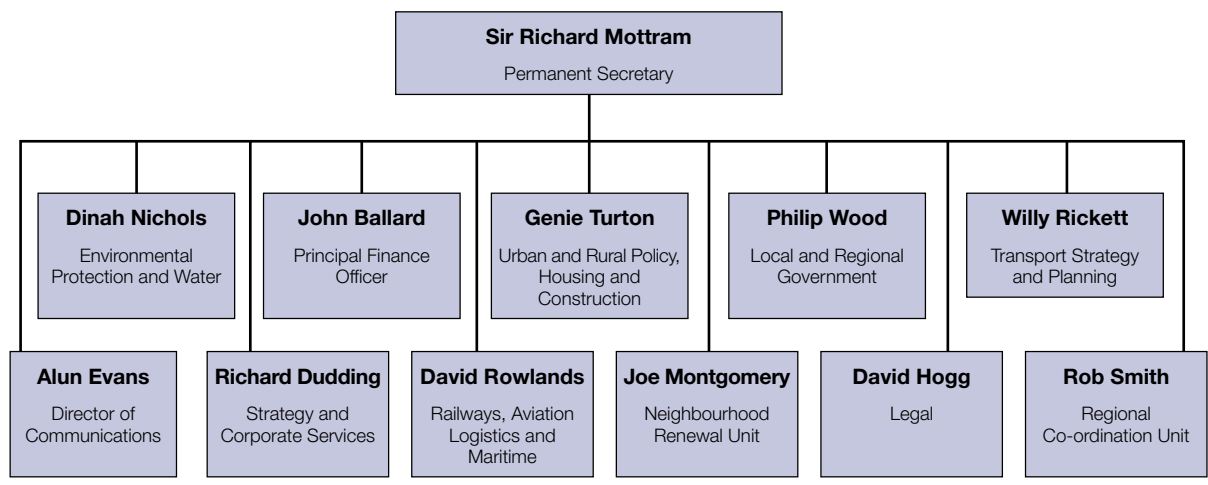 Sir Richard Mottram
Permanent Secretary
Dinah Nichols
Environmental
Protection and Water
John Ballard
Principal Finance
Officer
Genie Turton
Urban and Rural Policy,
Housing and
Construction
Philip Wood
Local and Regional
Government
Willy Rickett
Transport Strategy
and Planning
Alun Evans
Director of
Communications
Richard Dudding
Strategy and
Corporate Services
David Rowlands
Railways, Aviation
Logistics and
Maritime
Joe Montgomery
Neighbourhood
Renewal Unit
David Hogg
Legal
Rob Smith
Regional
Co-ordination Unit